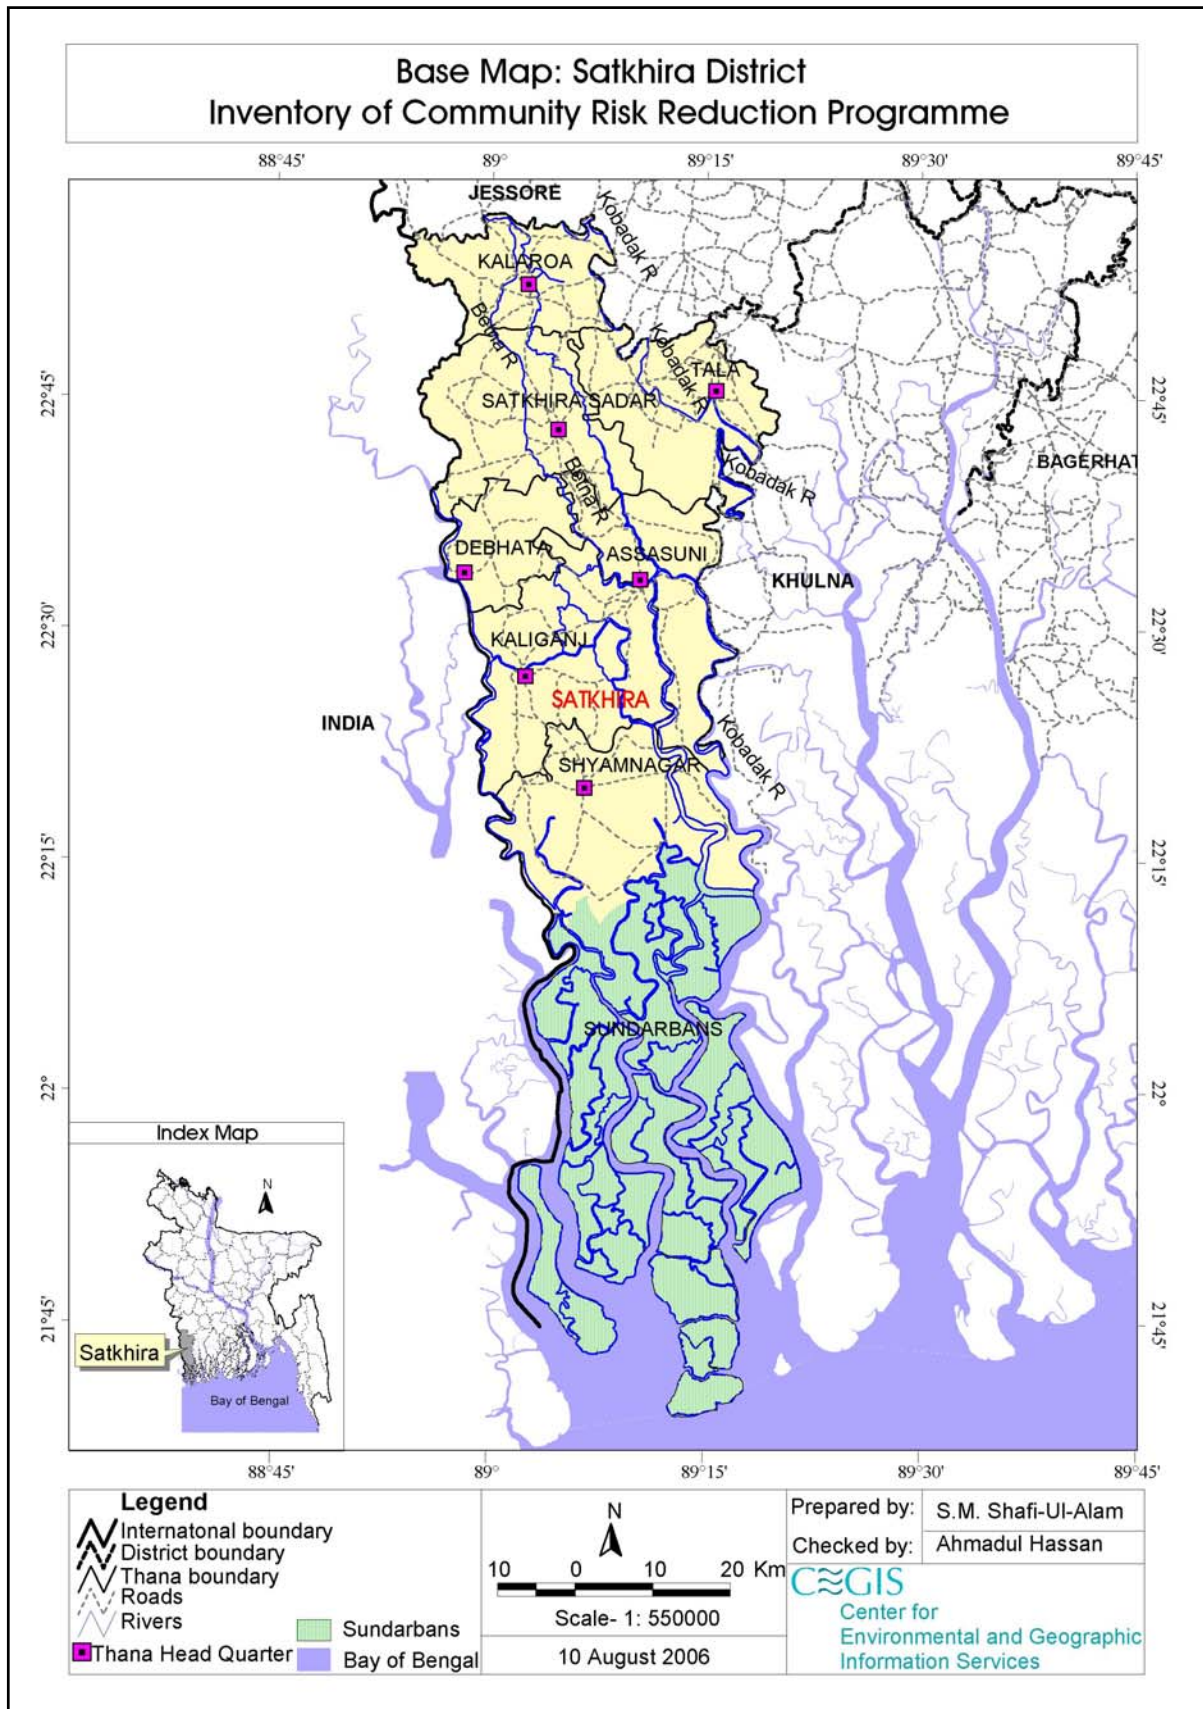 Base Map: Satkhira District
Inventory of Community Risk Reduction Programme
88°45'
89°
89°15'
89°30'
89°45'
JESSORE
Kobadak R
KALAROA
Betna R
Kobadak R
TALA
22°45'
22°45'
SATKHIRA SADAR
Betna R
Kobadak R
BAGERHAT
DEBHATA
ASSASUNI
KHULNA
22°30'
22°30'
KALIGANJ
SATKHIRA
INDIA
Kobadak R
SHYAMNAGAR
22°15'
22°15'
SUNDARBANS
22°
22°
Index Map
N
21°45'
21°45'
Satkhira
Bay of Bengal
88°45'
89°
89°15'
89°30'
89°45'
Legend
Internatonal boundary
District boundary
Thana boundary
Roads
Rivers
Thana Head Quarter
Sundarbans
Bay of Bengal
N
10 0 10 20 Km
Scale- 1: 550000
10 August 2006
Prepared by: S.M. Shafi-Ul-Alam
Checked by: Ahmadul Hassan
CEGIS
Center for
Environmental and Geographic
Information Services